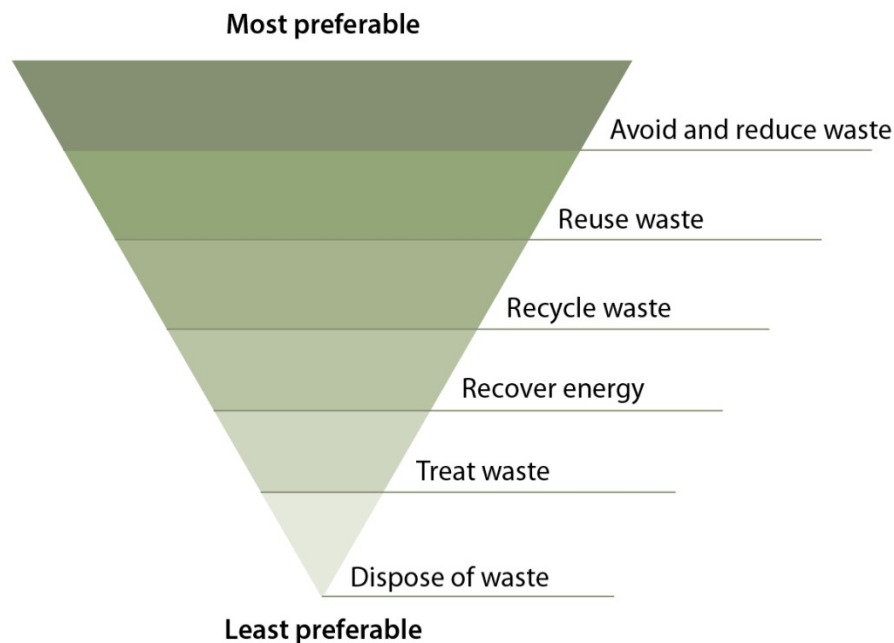 Most preferable
Avoid and reduce waste
Reuse waste
Recycle waste
Recover energy
Treat waste
Dispose of waste
Least preferable